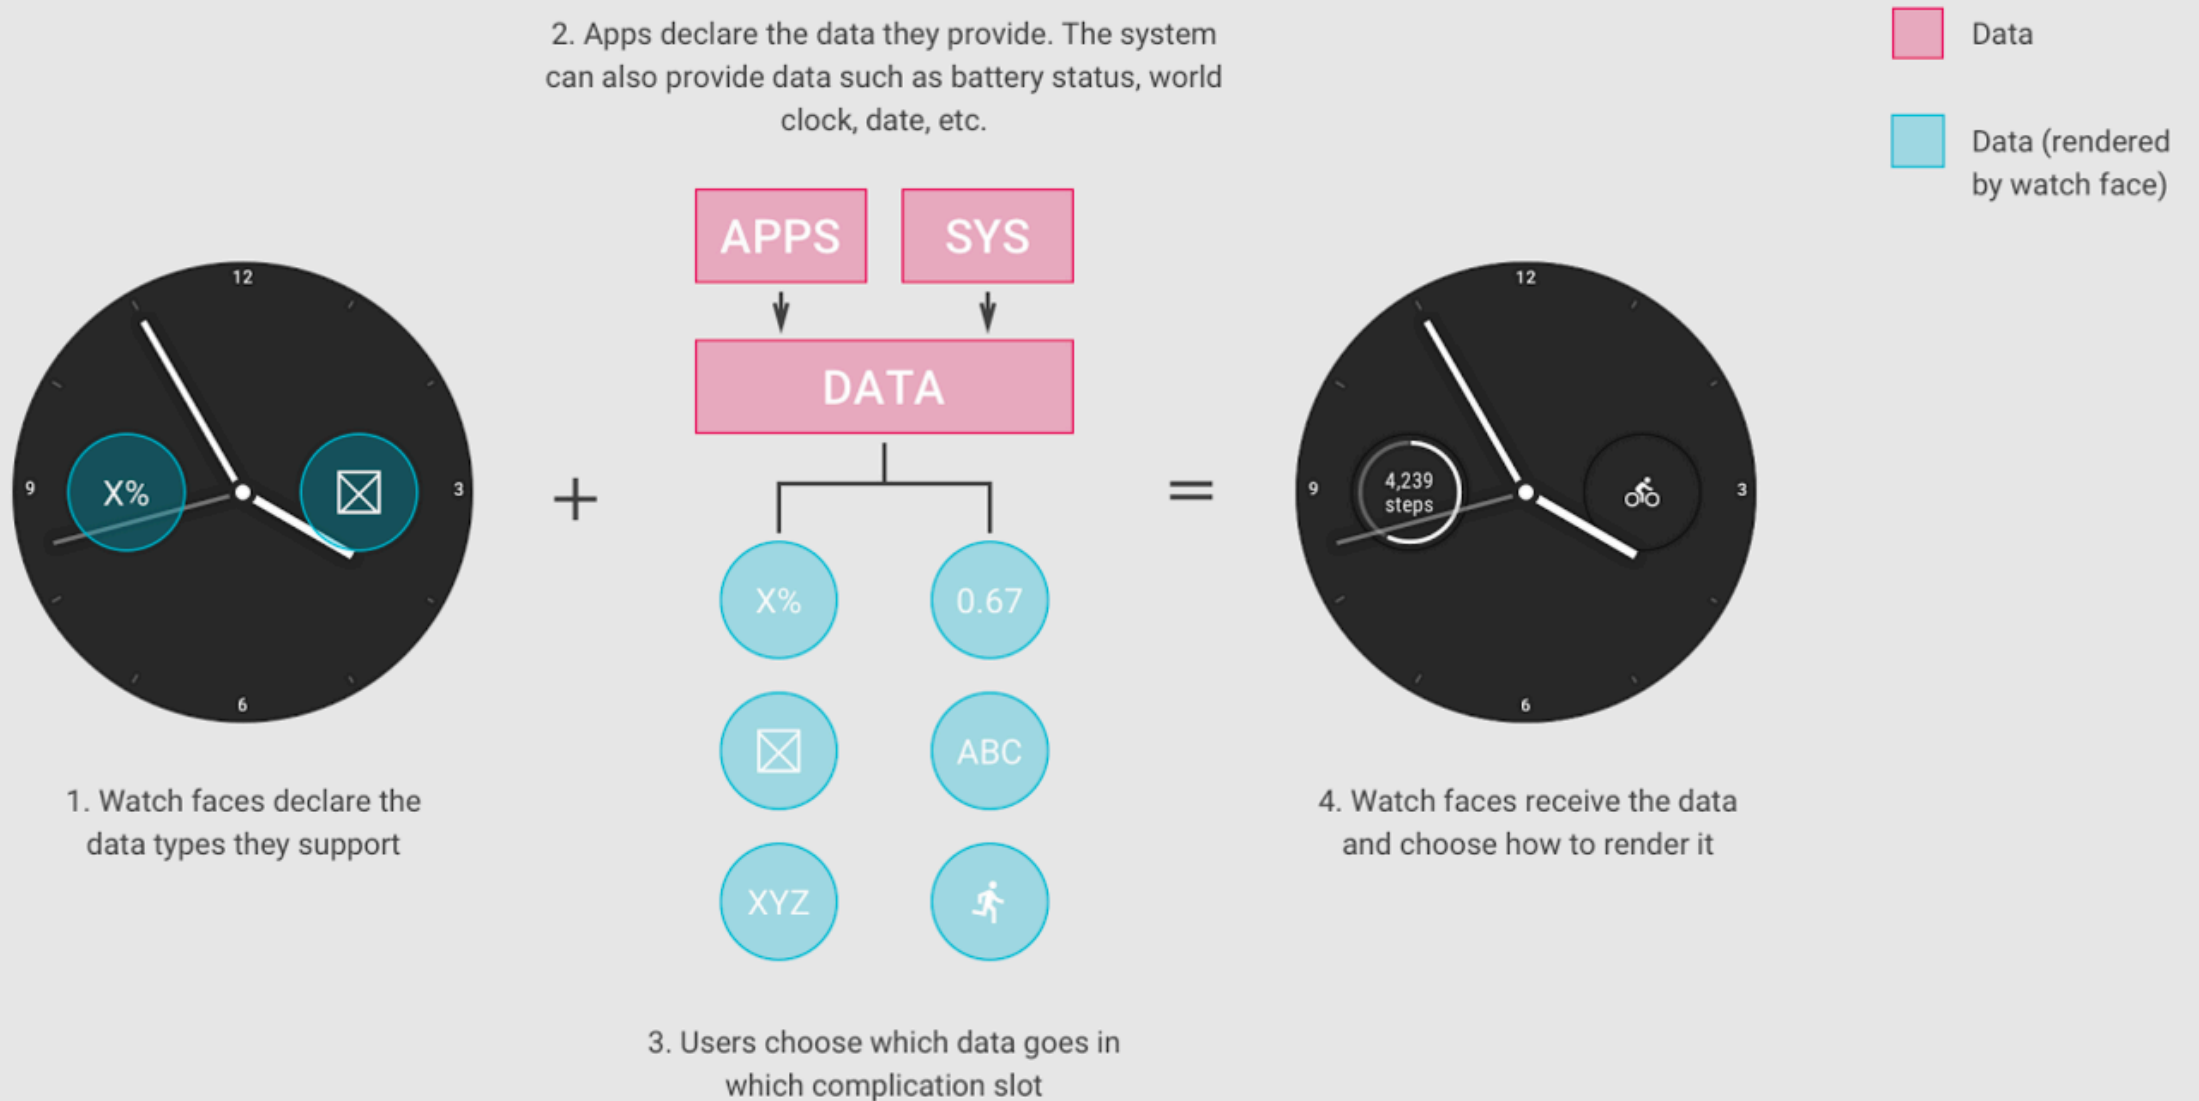 2. Apps declare the data they provide. The system
can also provide data such as battery status, world
clock, date, etc.
Data
Data (rendered
by watch face)
APPS
SYS
DATA
12
9
3
6
X%
+
=
X%
0.67
ABC
XYZ
12
9
3
6
4,239
steps
1. Watch faces declare the
data types they support
4. Watch faces receive the data
and choose how to render it
3. Users choose which data goes in
which complication slot